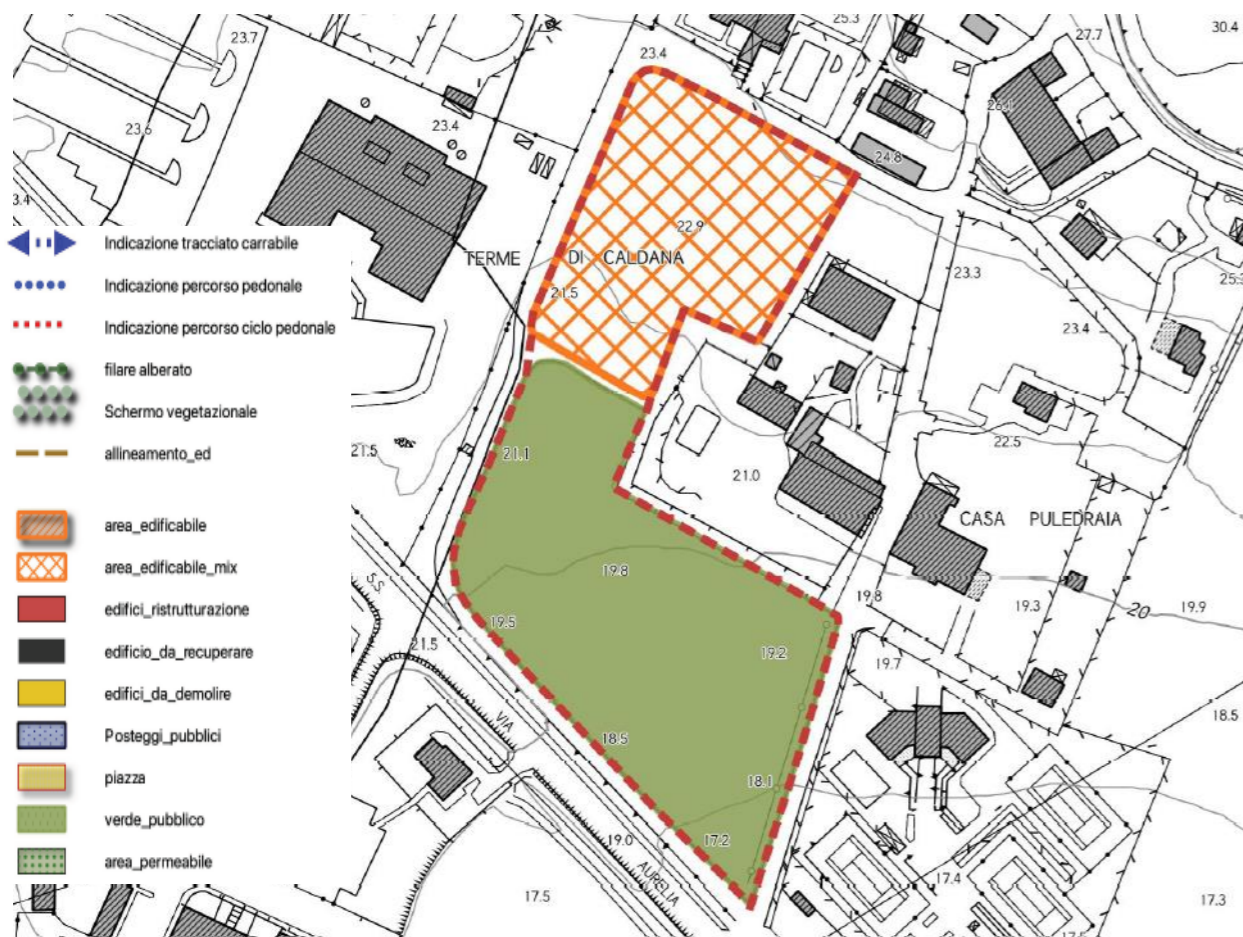 23.7
25.3
27.7
30.4
23.4
23.6
23.4
26.1
24.8
3.4
22.9
Indicazione tracciato carrabile
TERME DI CALDANA
23.3
25.3
Indicazione percorso pedonale
21.5
Indicazione percorso ciclo pedonale
23.4
filare alberato
Schermo vegetazionale
allineamento_ed
21.5
21.1
21.0
22.5
area_edificabile
CASA PULEDRAIA
area_edificabile_mix
19.8
SS
19.8
19.3
20
19.9
edifici_ristrutturazione
19.5
21.5
19.2
19.7
edificio_da_recuperare
edifici_da_demolire
VIA
18.5
18.5
Posteggi_pubblici
piazza
18.1
verde_pubblico
19.0
17.2
area_permeabile
AURELIA
17.5
17.4
17.3